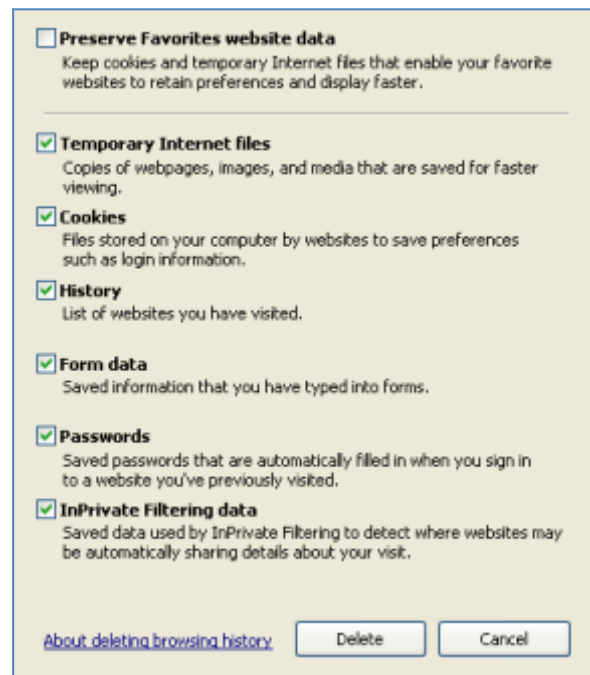 Preserve Favorites website data
Keep cookies and temporary Internet files that enable your favorite
websites to retain preferences and display faster.
Temporary Internet files
Copies of webpages, images, and media that are saved for faster
viewing.
Cookies
Files stored on your computer by websites to save preferences
such as login information.
History
List of websites you have visited.
Form data
Saved information that you have typed into forms.
Passwords
Saved passwords that are automatically filled in when you sign in
to a website you've previously visited.
InPrivate Filtering data
Saved data used by InPrivate Filtering to detect where websites may
be automatically sharing details about your visit.
About deleting browsing history Delete Cancel